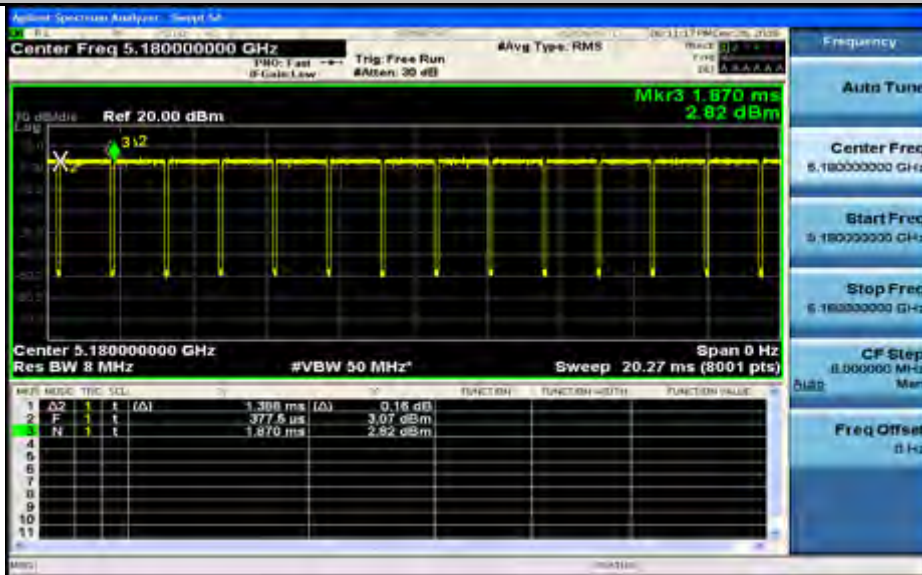 Agilent Spectrum Analyzer - Swept SA
Center Freq 5.180000000 GHz
PNO: Fast
IFGain:Low
Trig: Free Run
#Atten: 30 dB
#Avg Type: RMS
Frequency
Auto Tune
Mkr3 1.870 ms
2.82 dBm
10 dB/div
Ref 20.00 dBm
Log
Center Freq
5.180000000 GHz
Start Freq
5.180000000 GHz
Stop Freq
5.180000000 GHz
Center 5.180000000 GHz
Span 0 Hz
Res BW 8 MHz
#VBW 50 MHz*
Sweep 20.27 ms (8001 pts)
CF Step
8.000000 MHz
Auto Man
MKR MODE TRC SCL X Y FUNCTION FUNCTION WIDTH FUNCTION VALUE
1 Δ2 1 t (Δ) (Δ) 0.16 dB
2 F 1 t 377.5 us 3.07 dBm
3 N 1 t 1.870 ms 2.82 dBm
4
5
6
7
8
9
10
11
Freq Offset
0 Hz
MSG
STATUS